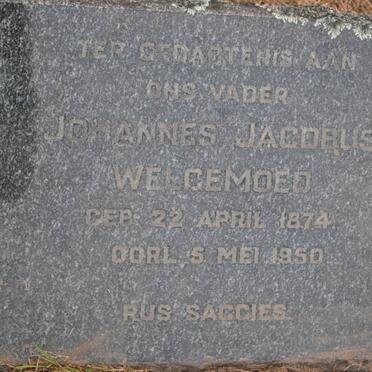 TER GEDAGTENIS AAN
ONS VADER
JOHANNES JACOBUS
WELGEMOED
GEB. 22 APRIL 1874.
OORL. 5 MEI 1950.
RUS SAGGIES.